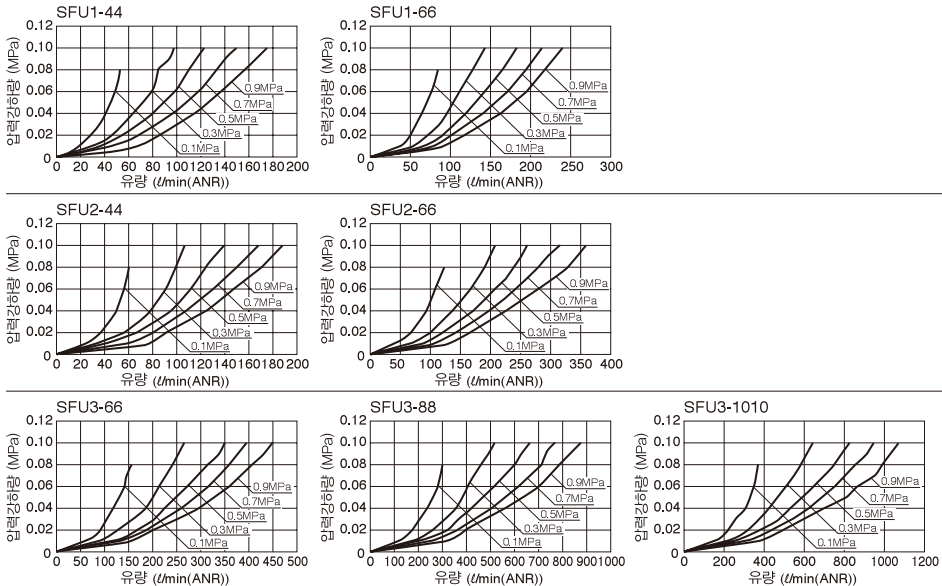 SFU1-44
압력강하량 (MPa)
0.12
0.10
0.08
0.06
0.04
0.02
0
0.9MPa
0.7MPa
0.5MPa
0.3MPa
0.1MPa
0 20 40 60 80 100 120 140 160 180 200
유량 (ℓ/min(ANR))
SFU1-66
압력강하량 (MPa)
0.12
0.10
0.08
0.06
0.04
0.02
0
0.9MPa
0.7MPa
0.5MPa
0.3MPa
0.1MPa
0 50 100 150 200 250 300
유량 (ℓ/min(ANR))
SFU2-44
압력강하량 (MPa)
0.12
0.10
0.08
0.06
0.04
0.02
0
0.9MPa
0.7MPa
0.5MPa
0.3MPa
0.1MPa
0 20 40 60 80 100 120 140 160 180 200
유량 (ℓ/min(ANR))
SFU2-66
압력강하량 (MPa)
0.12
0.10
0.08
0.06
0.04
0.02
0
0.9MPa
0.7MPa
0.5MPa
0.3MPa
0.1MPa
0 50 100 150 200 250 300 350 400
유량 (ℓ/min(ANR))
SFU3-66
압력강하량 (MPa)
0.12
0.10
0.08
0.06
0.04
0.02
0
0.9MPa
0.7MPa
0.5MPa
0.3MPa
0.1MPa
0 50 100 150 200 250 300 350 400 450 500
유량 (ℓ/min(ANR))
SFU3-88
압력강하량 (MPa)
0.12
0.10
0.08
0.06
0.04
0.02
0
0.9MPa
0.7MPa
0.5MPa
0.3MPa
0.1MPa
0 100 200 300 400 500 600 700 800 900 1000
유량 (ℓ/min(ANR))
SFU3-1010
압력강하량 (MPa)
0.12
0.10
0.08
0.06
0.04
0.02
0
0.9MPa
0.7MPa
0.5MPa
0.3MPa
0.1MPa
0 200 400 600 800 1000 1200
유량 (ℓ/min(ANR))